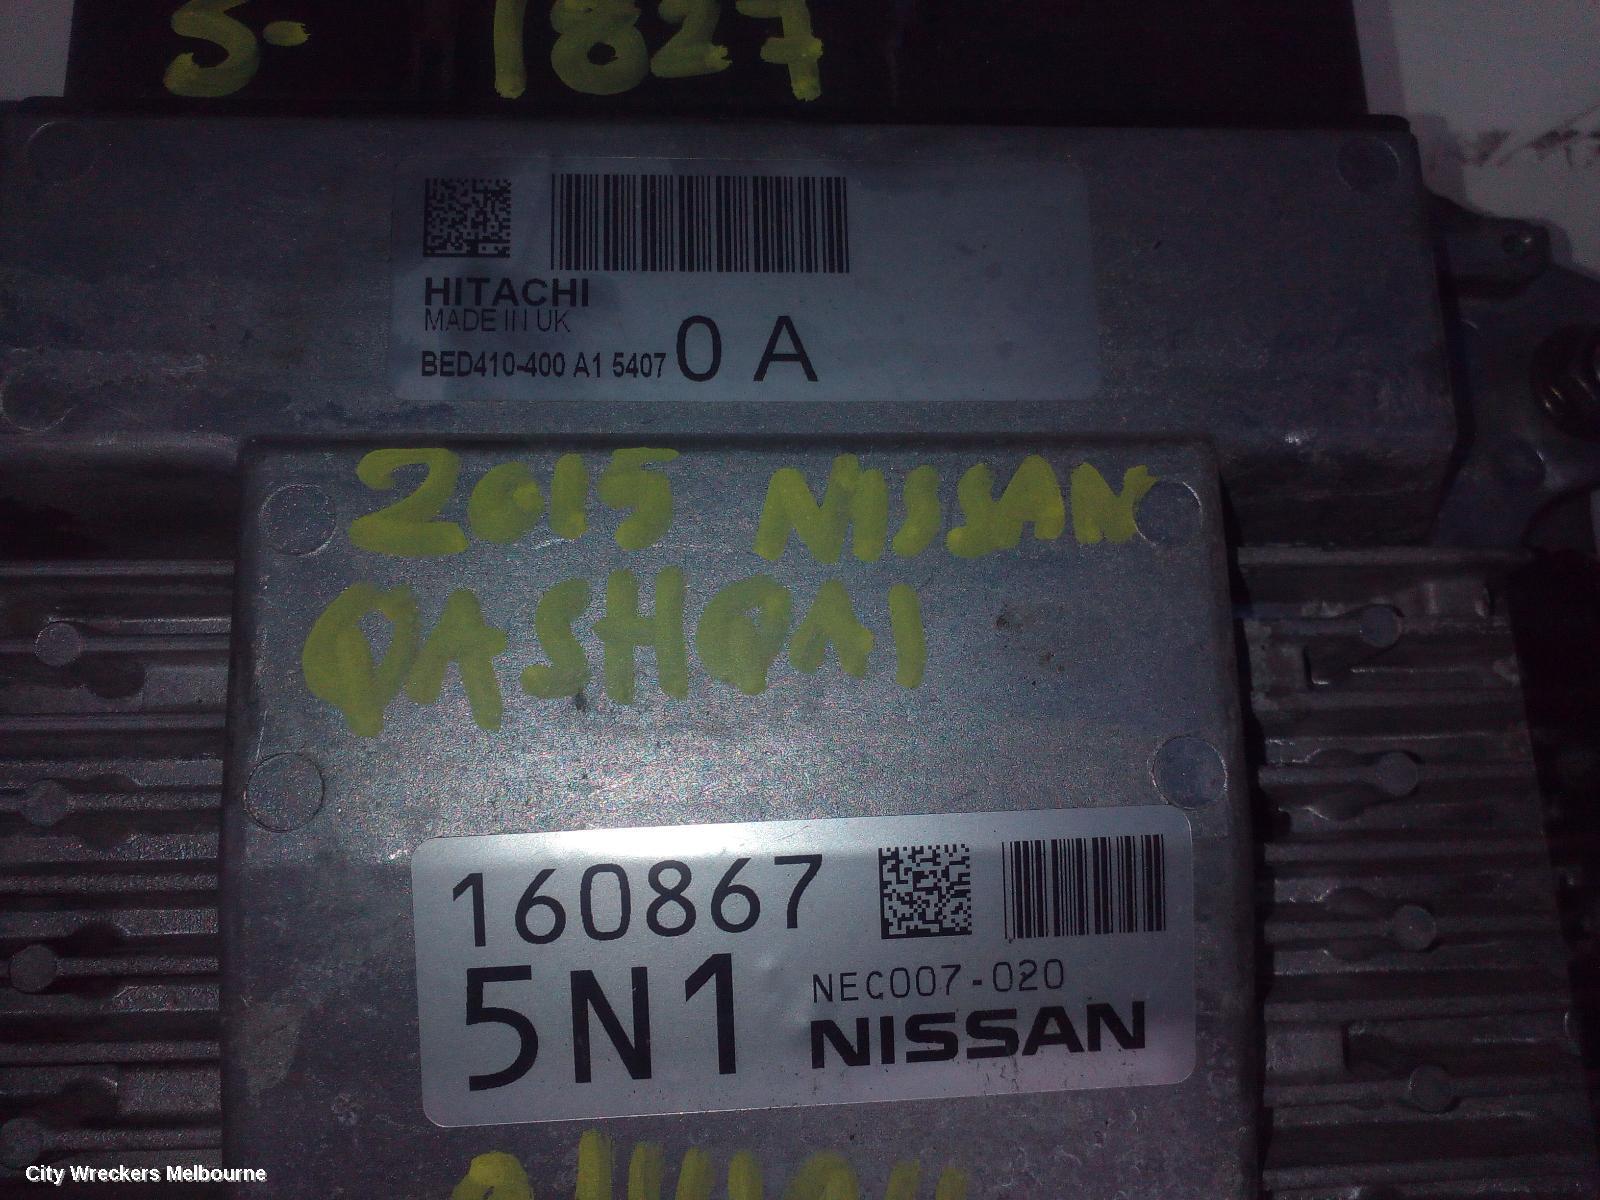 S- 1827
HITACHI
MADE IN UK
BED410-400 A1 5407 0 A
2015 NISSAN
QASHQAI
160867
5N1
NEC007-020
NISSAN
City Wreckers Melbourne